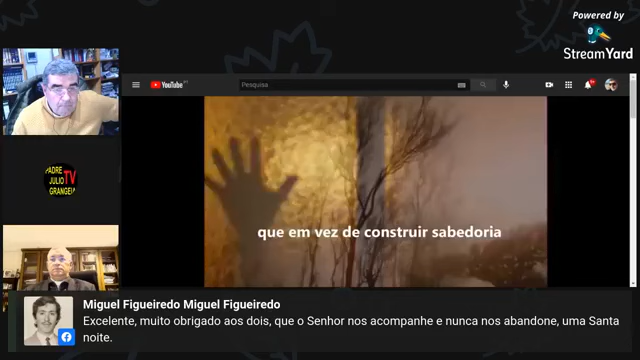 Powered by
StreamYard
YouTube
Pesquisa
PADRE
JULIO TV
GRANGEIA
que em vez de construir sabedoria
Miguel Figueiredo Miguel Figueiredo
Excelente, muito obrigado aos dois, que o Senhor nos acompanhe e nunca nos abandone, uma Santa
noite.